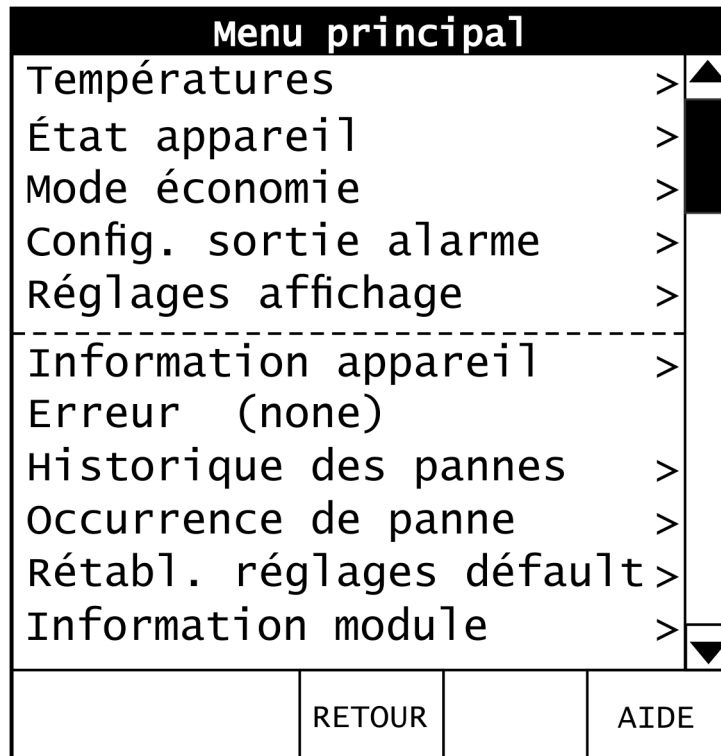 Menu principal
Températures >
État appareil >
Mode économie >
Config. sortie alarme >
Réglages affichage >
Information appareil >
Erreur (none)
Historique des pannes >
Occurrence de panne >
Rétabl. réglages défault >
Information module >
RETOUR AIDE